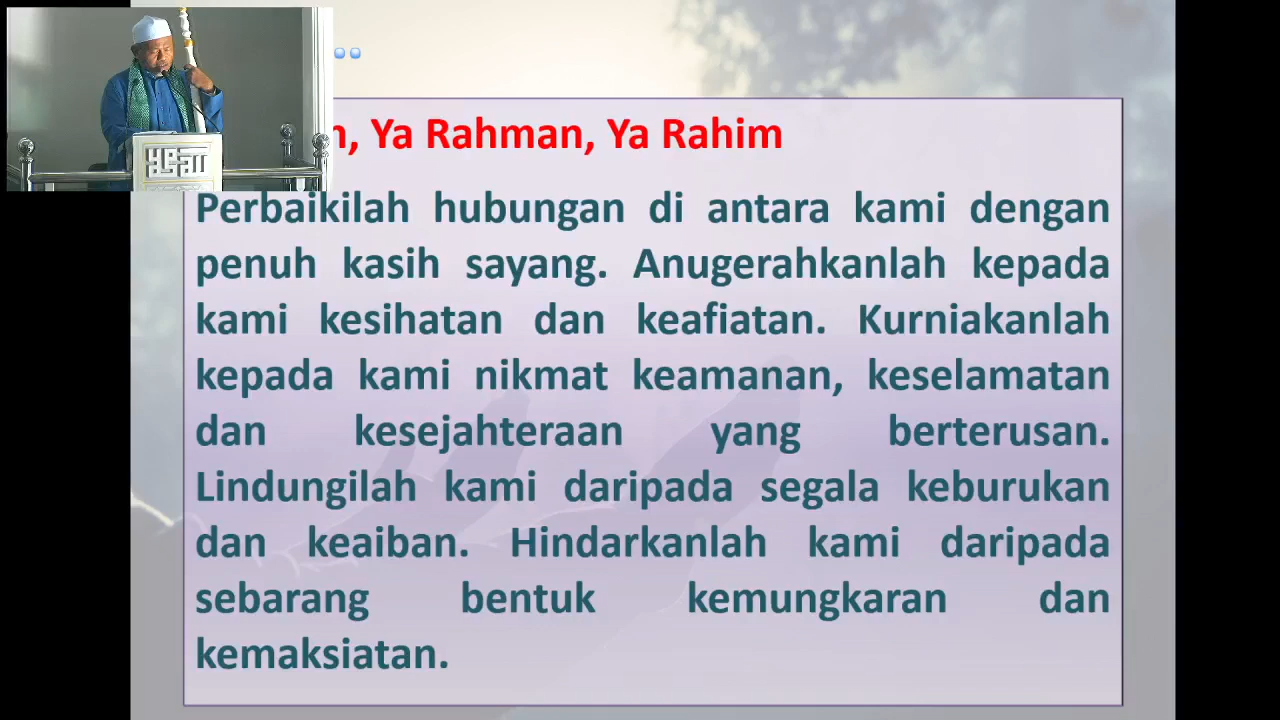 Ya Rahman, Ya Rahim
Perbaikilah hubungan di antara kami dengan
penuh kasih sayang. Anugerahkanlah kepada
kami kesihatan dan keafiatan. Kurniakanlah
kepada kami nikmat keamanan, keselamatan
dan kesejahteraan yang berterusan.
Lindungilah kami daripada segala keburukan
dan keaiban. Hindarkanlah kami daripada
sebarang bentuk kemungkaran dan
kemaksiatan.